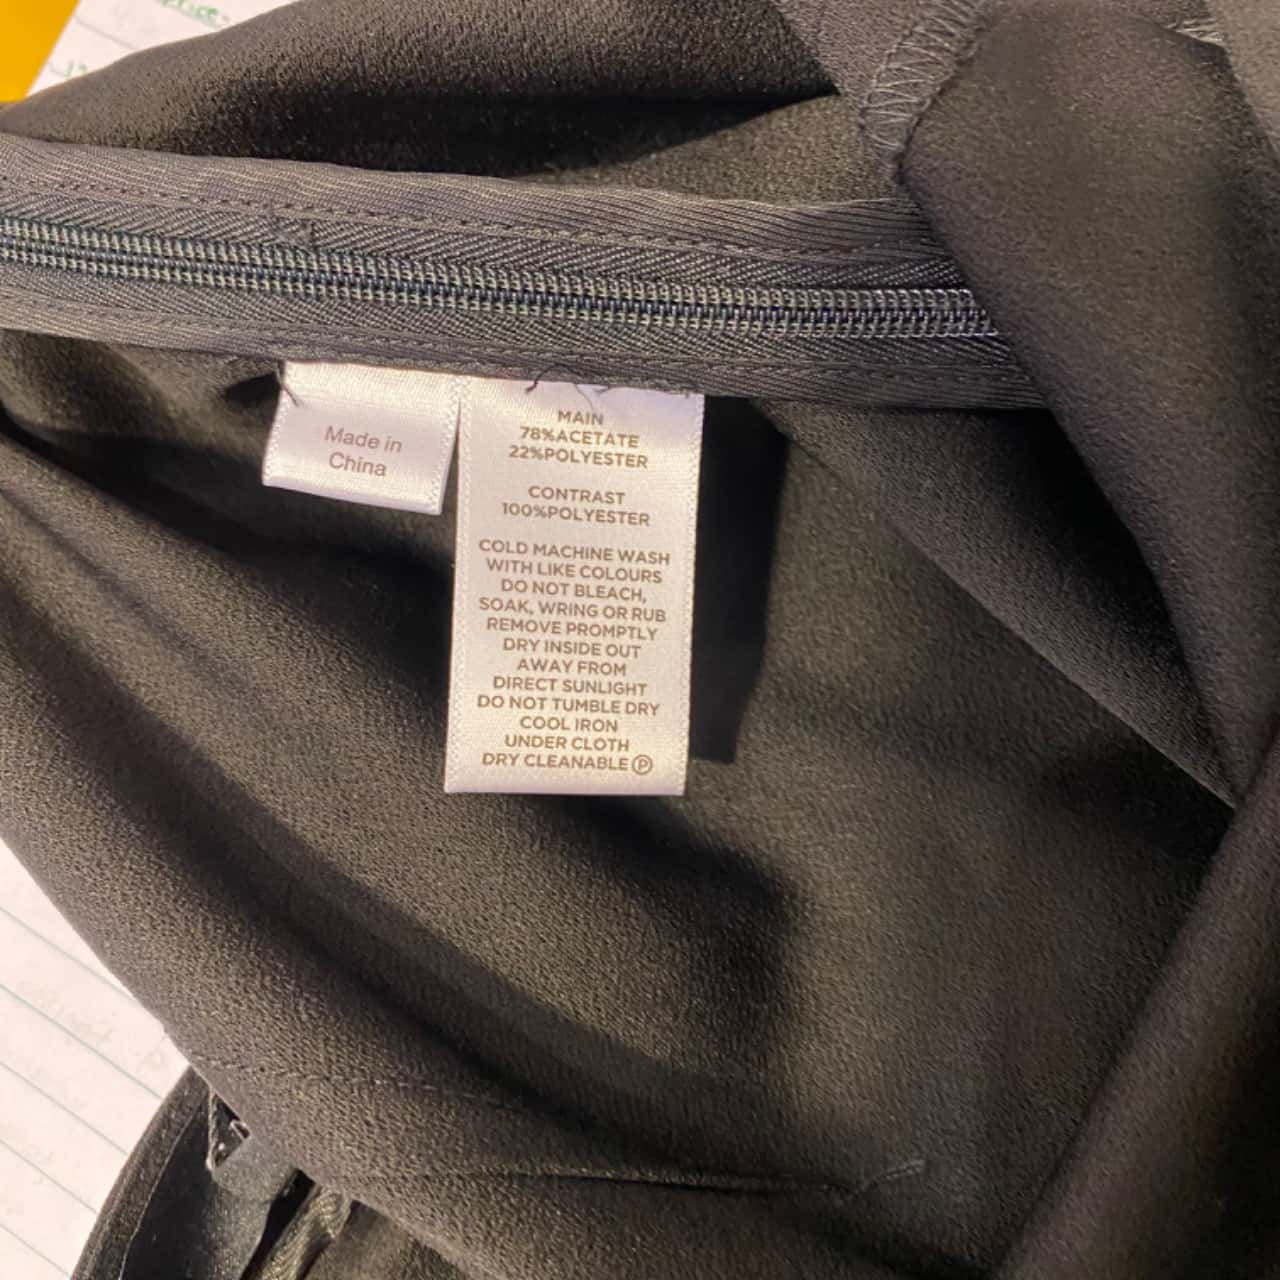 Made in
China
MAIN
78%ACETATE
22%POLYESTER
CONTRAST
100%POLYESTER
COLD MACHINE WASH
WITH LIKE COLOURS
DO NOT BLEACH,
SOAK, WRING OR RUB
REMOVE PROMPTLY
DRY INSIDE OUT
AWAY FROM
DIRECT SUNLIGHT
DO NOT TUMBLE DRY
COOL IRON
UNDER CLOTH
DRY CLEANABLE Ⓟ